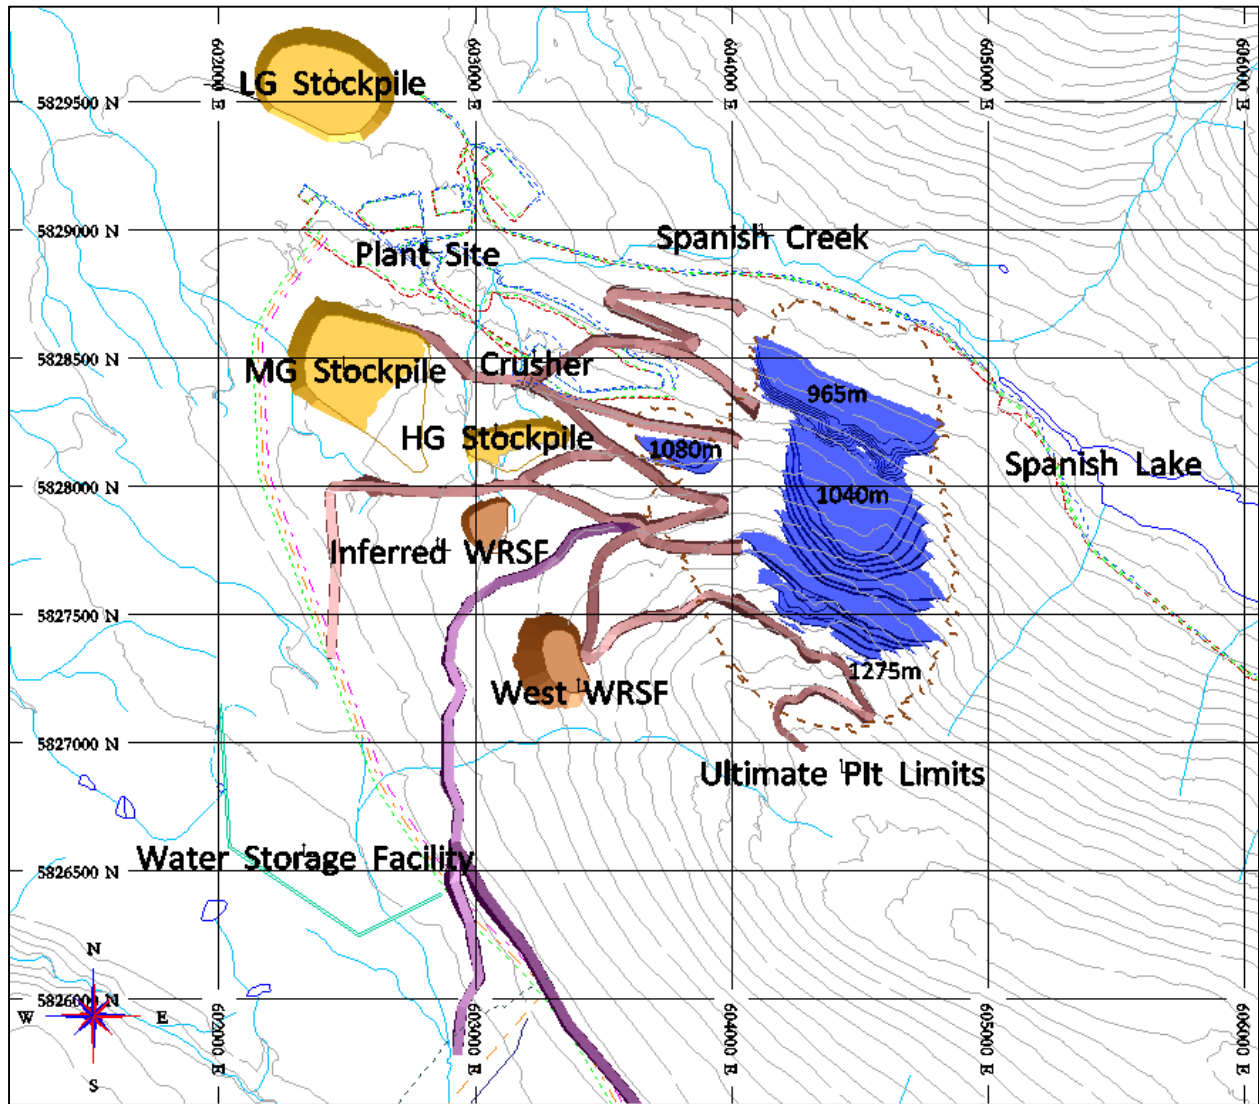 602000 E
603000 E
604000 E
605000 E
606000 E
LG Stockpile
5829500 N
5829000 N
Spanish Creek
Plant Site
5828500 N
Crusher
MG Stockpile
965m
HG Stockpile
1080m
Spanish Lake
5828000 N
1040m
Inferred WRSF
5827500 N
1275m
West WRSF
5827000 N
Ultimate Pit Limits
Water Storage Facility
5826500 N
N
5826000 N
W
E
S
602000 E
603000 E
604000 E
605000 E
606000 E